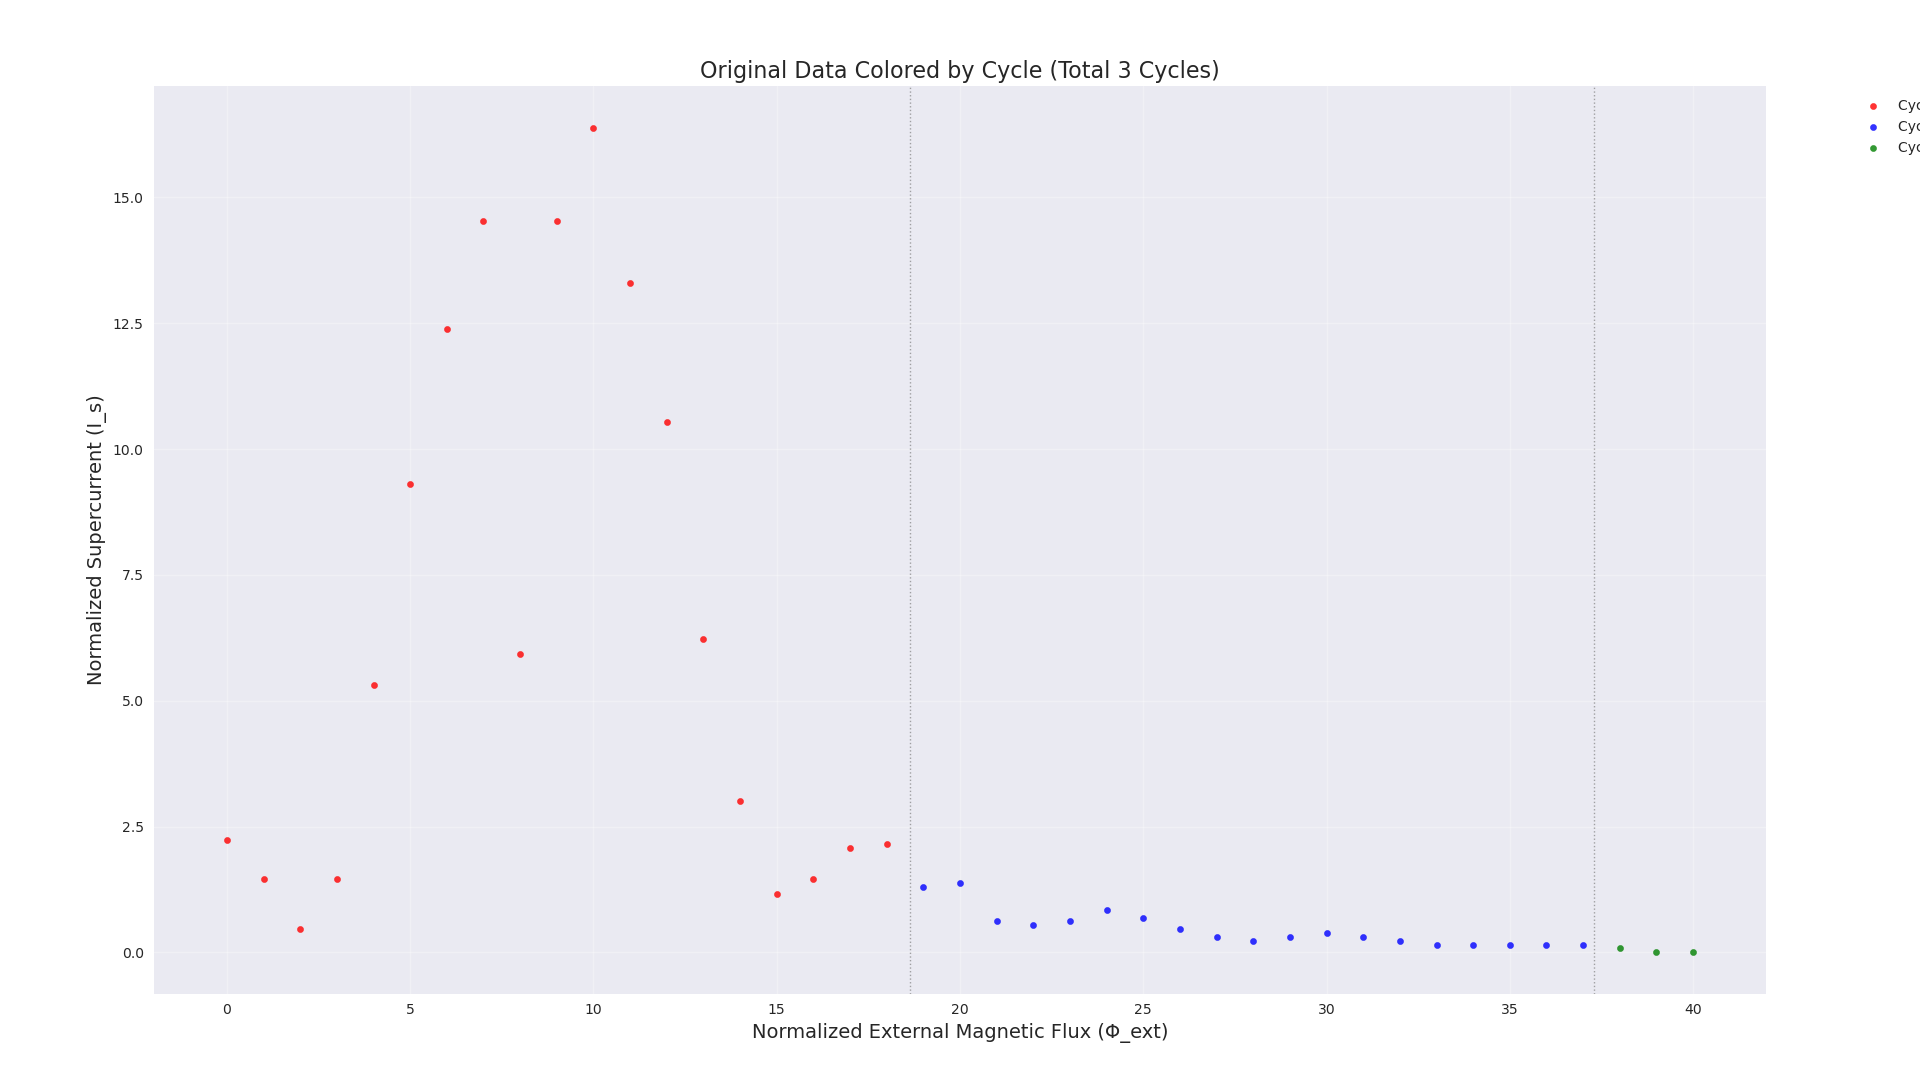 Original Data Colored by Cycle (Total 3 Cycles)
Cyc
Cyc
Cyc
15.0
12.5
10.0
7.5
5.0
2.5
0.0
Normalized Supercurrent (I_s)
0 5 10 15 20 25 30 35 40
Normalized External Magnetic Flux (Φ_ext)